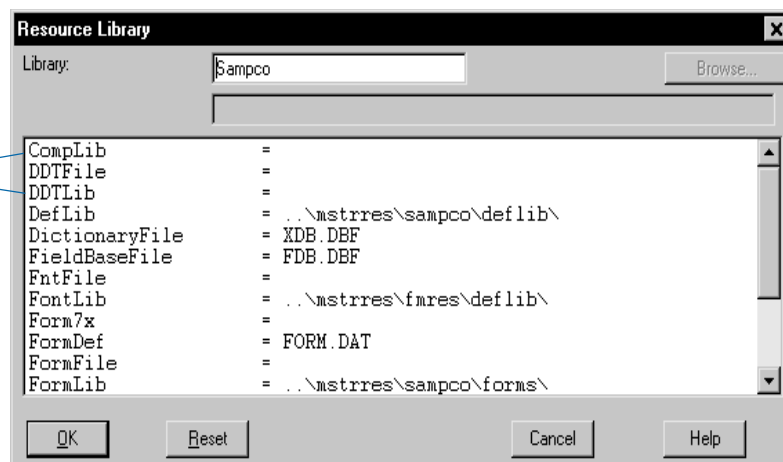 Resource Library
Library: Sampco Browse...
CompLib =
DDTFile =
DDTLib =
DefLib = ..\mstrres\sampco\deflib\
DictionaryFile = XDB.DBF
FieldBaseFile = FDB.DBF
FntFile =
FontLib = ..\mstrres\fmres\deflib\
Form7x =
FormDef = FORM.DAT
FormFile =
FormLib = ..\mstrres\sampco\forms\
OK Reset Cancel Help